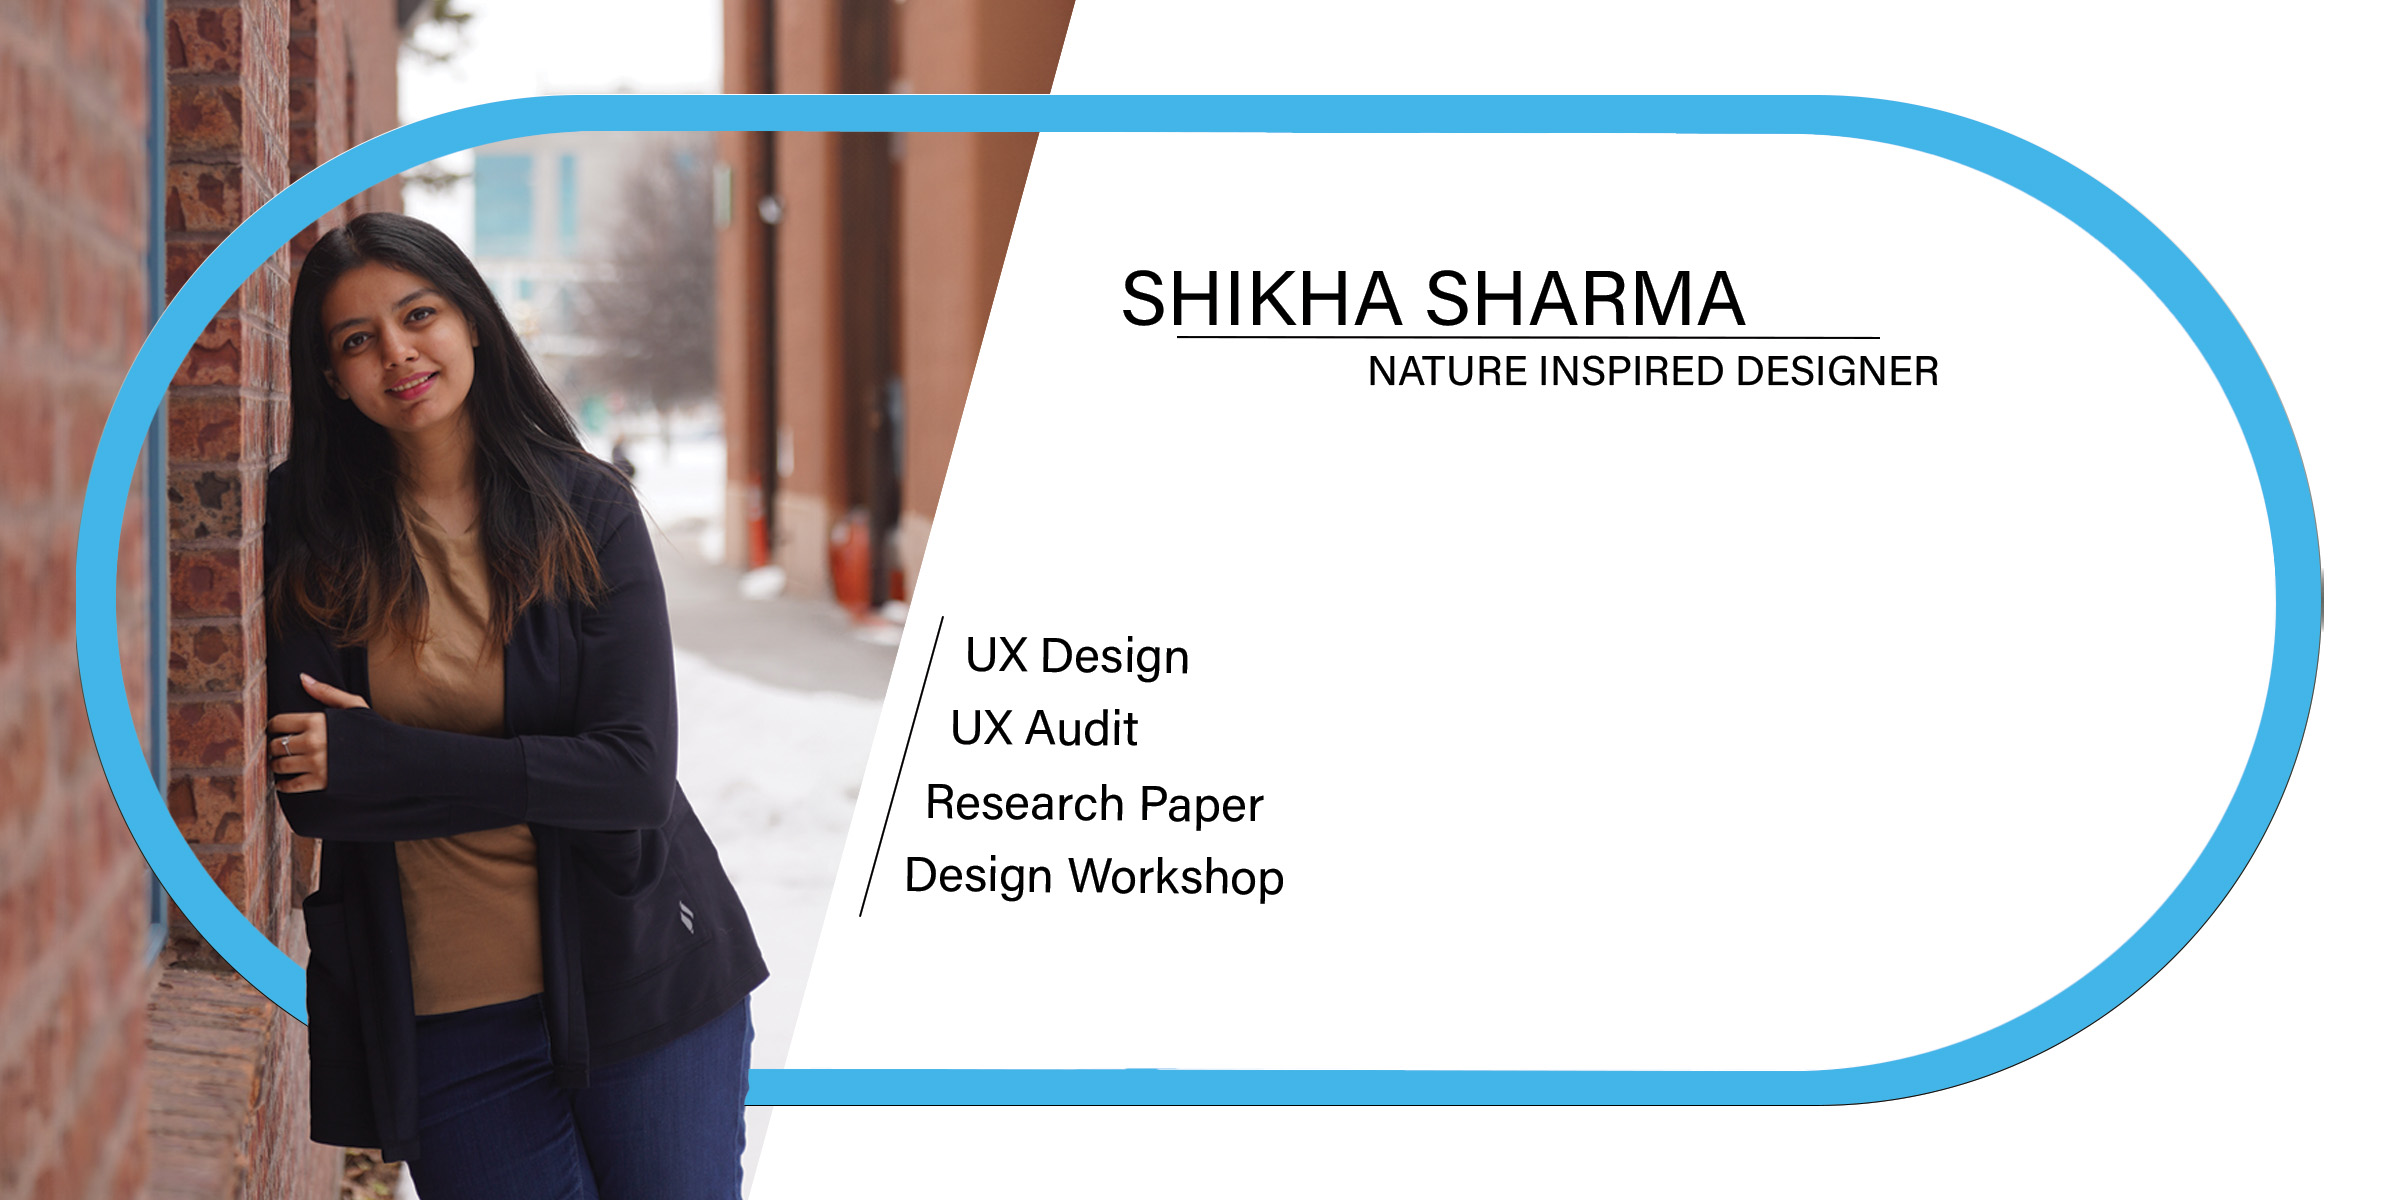 SHIKHA SHARMA
NATURE INSPIRED DESIGNER
UX Design
UX Audit
Research Paper
Design Workshop